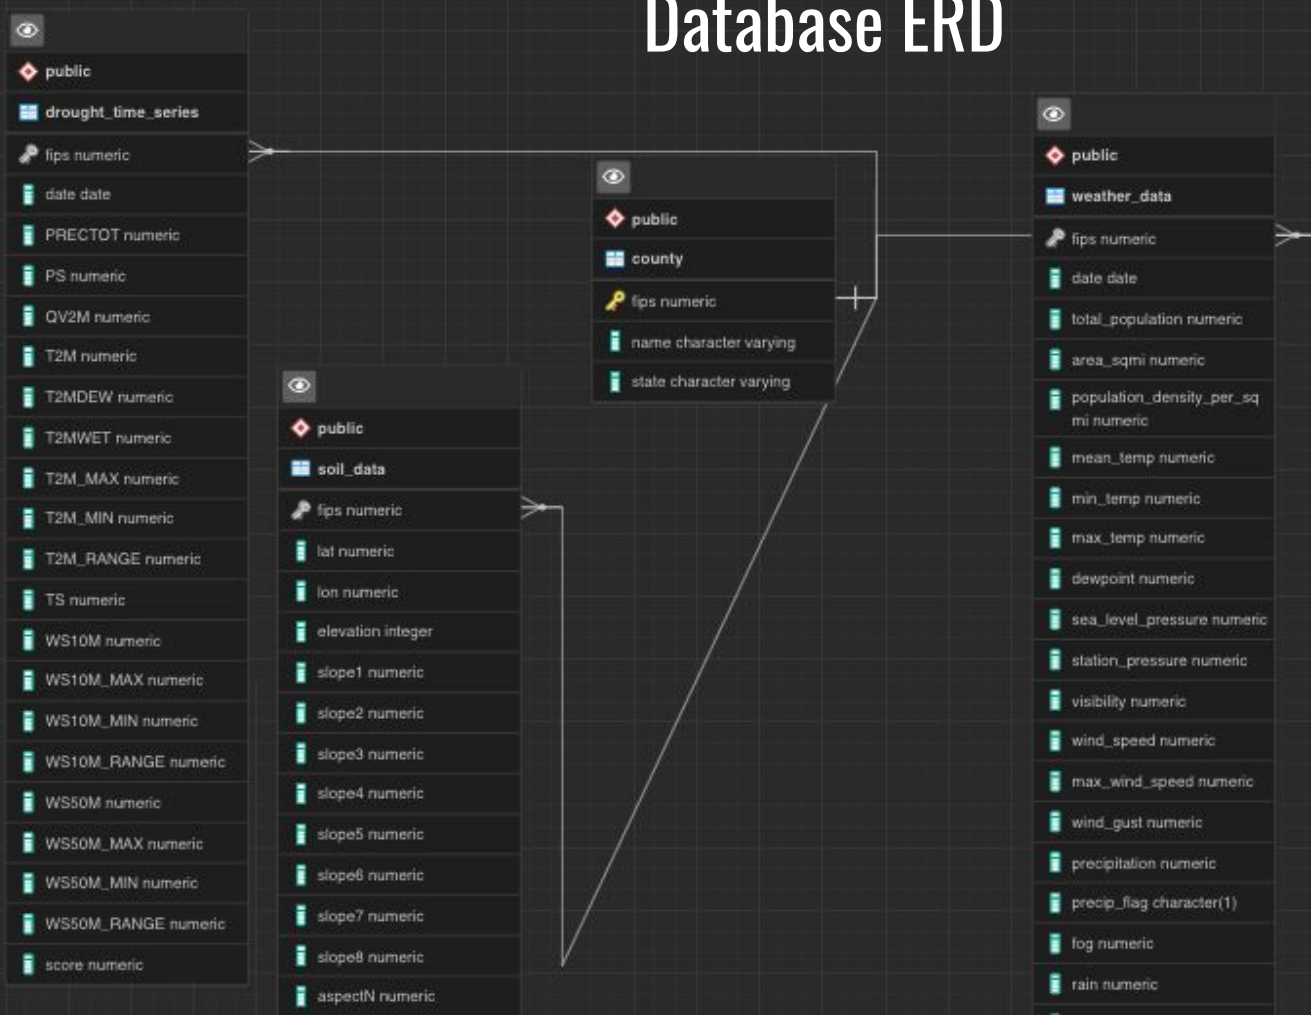 Database ERD
public
drought_time_series
fips numeric
date date
PRECTOT numeric
PS numeric
QV2M numeric
T2M numeric
T2MDEW numeric
T2MWET numeric
T2M_MAX numeric
T2M_MIN numeric
T2M_RANGE numeric
TS numeric
WS10M numeric
WS10M_MAX numeric
WS10M_MIN numeric
WS10M_RANGE numeric
WS50M numeric
WS50M_MAX numeric
WS50M_MIN numeric
WS50M_RANGE numeric
score numeric
public
soil_data
fips numeric
lat numeric
lon numeric
elevation integer
slope1 numeric
slope2 numeric
slope3 numeric
slope4 numeric
slope5 numeric
slope6 numeric
slope7 numeric
slope8 numeric
aspectN numeric
public
county
fips numeric
name character varying
state character varying
public
weather_data
fips numeric
date date
total_population numeric
area_sqmi numeric
population_density_per_sq
mi numeric
mean_temp numeric
min_temp numeric
max_temp numeric
dewpoint numeric
sea_level_pressure numeric
station_pressure numeric
visibility numeric
wind_speed numeric
max_wind_speed numeric
wind_gust numeric
precipitation numeric
precip_flag character(1)
fog numeric
rain numeric